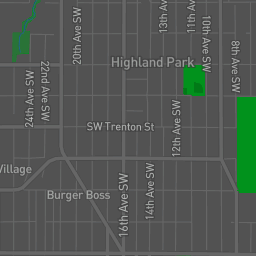 20th Ave SW
13th Ave
11th Ave
10th Ave SW
8th Ave SW
Highland Park
22nd Ave SW
24th Ave SW
SW Trenton St
12th Ave SW
Village
Burger Boss
16th Ave SW
14th Ave SW